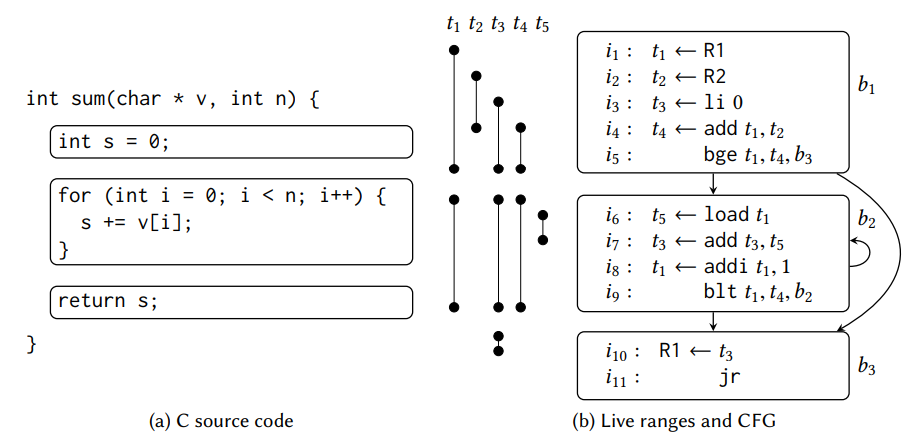 int sum(char * v, int n) {
int s = 0;
for (int i = 0; i < n; i++) {
s += v[i];
}
return s;
}
(a) C source code
t₁ t₂ t₃ t₄ t₅
i₁ : t₁ ← R1
i₂ : t₂ ← R2
i₃ : t₃ ← li 0
i₄ : t₄ ← add t₁, t₂
i₅ : bge t₁, t₄, b₃
b₁
i₆ : t₅ ← load t₁
i₇ : t₃ ← add t₃, t₅
i₈ : t₁ ← addi t₁, 1
i₉ : blt t₁, t₄, b₂
b₂
i₁₀ : R1 ← t₃
i₁₁ : jr
b₃
(b) Live ranges and CFG